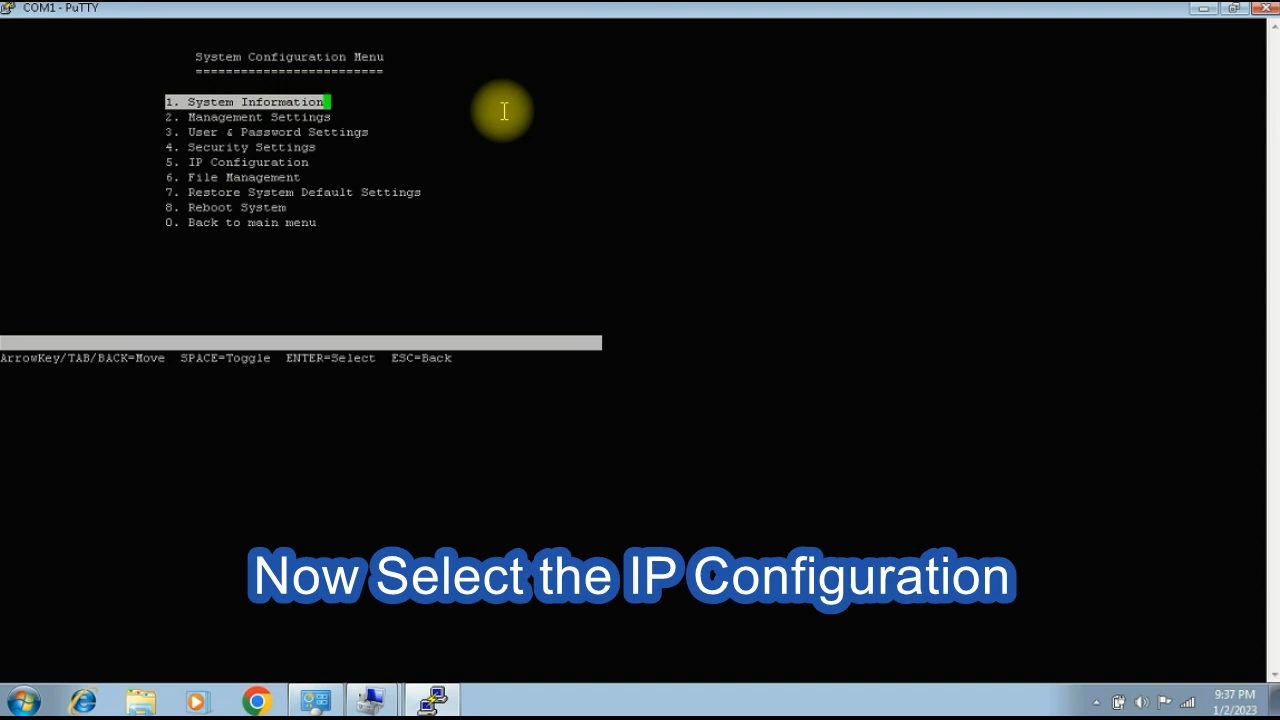 COM1 - PuTTY
System Configuration Menu
=========================
1. System Information
2. Management Settings
3. User & Password Settings
4. Security Settings
5. IP Configuration
6. File Management
7. Restore System Default Settings
8. Reboot System
0. Back to main menu
ArrowKey/TAB/BACK=Move  SPACE=Toggle  ENTER=Select  ESC=Back
Now Select the IP Configuration
9:37 PM
1/2/2023